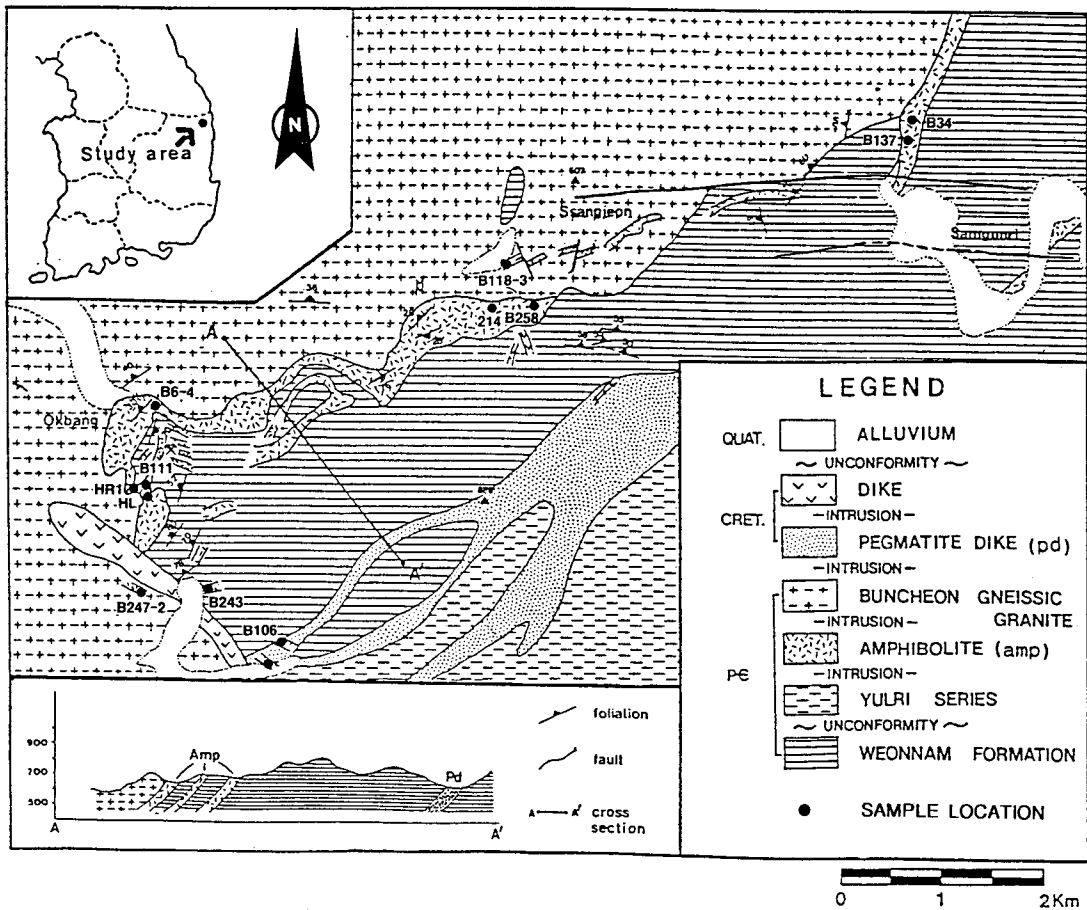 Study area
N
B34
B137
Ssangjeon
Samgunri
B118-3
214
B258
A
B6-4
Okbang
B111
HR10
HL
A'
B247-2
B243
B106
LEGEND
QUAT. ALLUVIUM
~ UNCONFORMITY ~
DIKE
—INTRUSION—
CRET.
PEGMATITE DIKE (pd)
—INTRUSION—
BUNCHEON GNEISSIC
—INTRUSION— GRANITE
AMPHIBOLITE (amp)
P€ —INTRUSION—
YULRI SERIES
~ UNCONFORMITY ~
WEONNAM FORMATION
SAMPLE LOCATION
900
700
500
Amp
Pd
A
A'
foliation
fault
A—A' cross
section
0 1 2Km